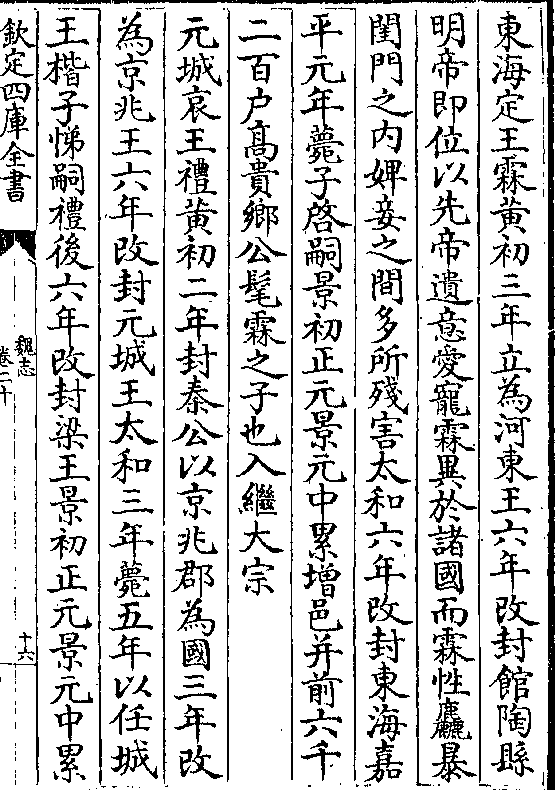 東海定王霖黄初三年立為河東王六年改封館陶縣
明帝即位以先帝遺意愛寵霖異於諸國而霖性麤暴
閨門之内婢妾之間多所殘害太和六年改封東海嘉
平元年薨子啓嗣景初正元景元中累增邑并前六千
二百户高貴鄉公髦霖之子也入繼大宗
元城哀王禮黄初二年封秦公以京兆郡為國三年改
為京兆王六年改封元城王太和三年薨五年以任城
王楷子悌嗣禮後六年改封梁王景初正元景元中累
欽定四庫全書
魏志
卷二十
十六